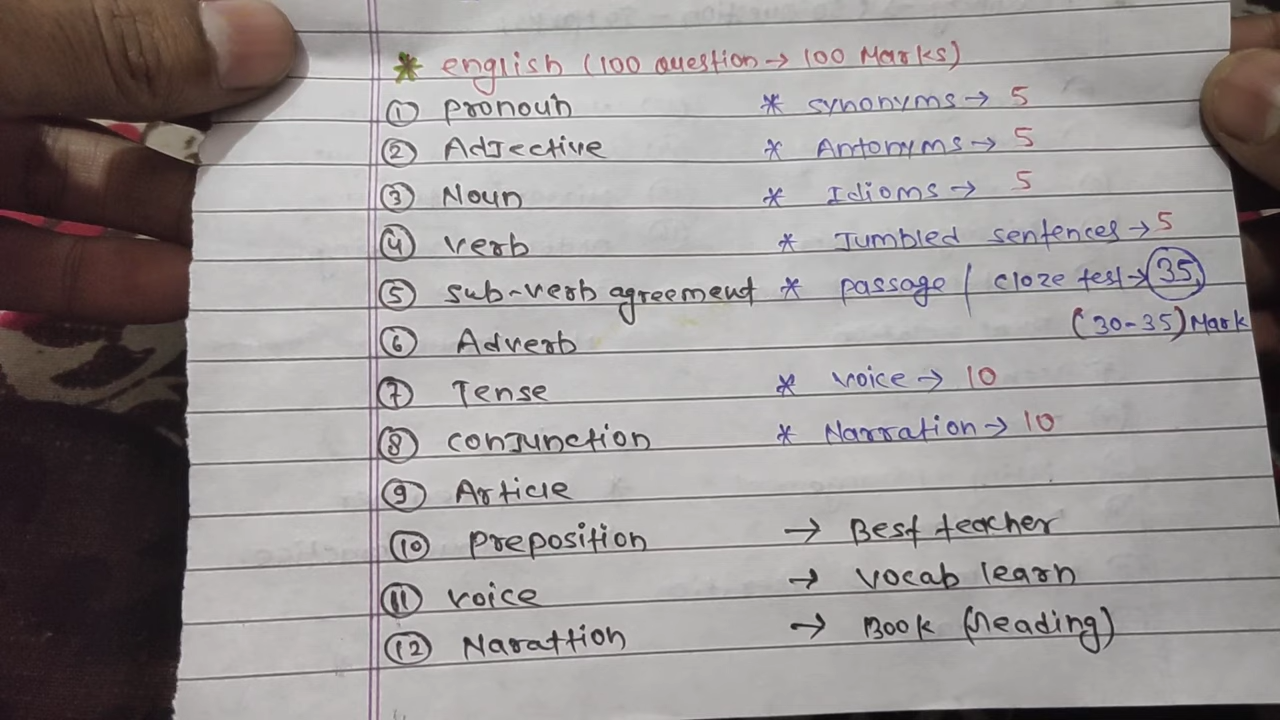 * english (100 question → 100 Marks)
① pronoun * synonyms → 5
② Adjective * Antonyms → 5
③ Noun * Idioms → 5
④ verb * Jumbled sentences → 5
⑤ sub-verb agreement * passage / cloze test → 35
(30-35) Mark
⑥ Adverb
⑦ Tense * voice → 10
⑧ conjunction * Narration → 10
⑨ Article
⑩ preposition → Best teacher
⑪ voice → vocab learn
⑫ Narattion → Book (Reading)